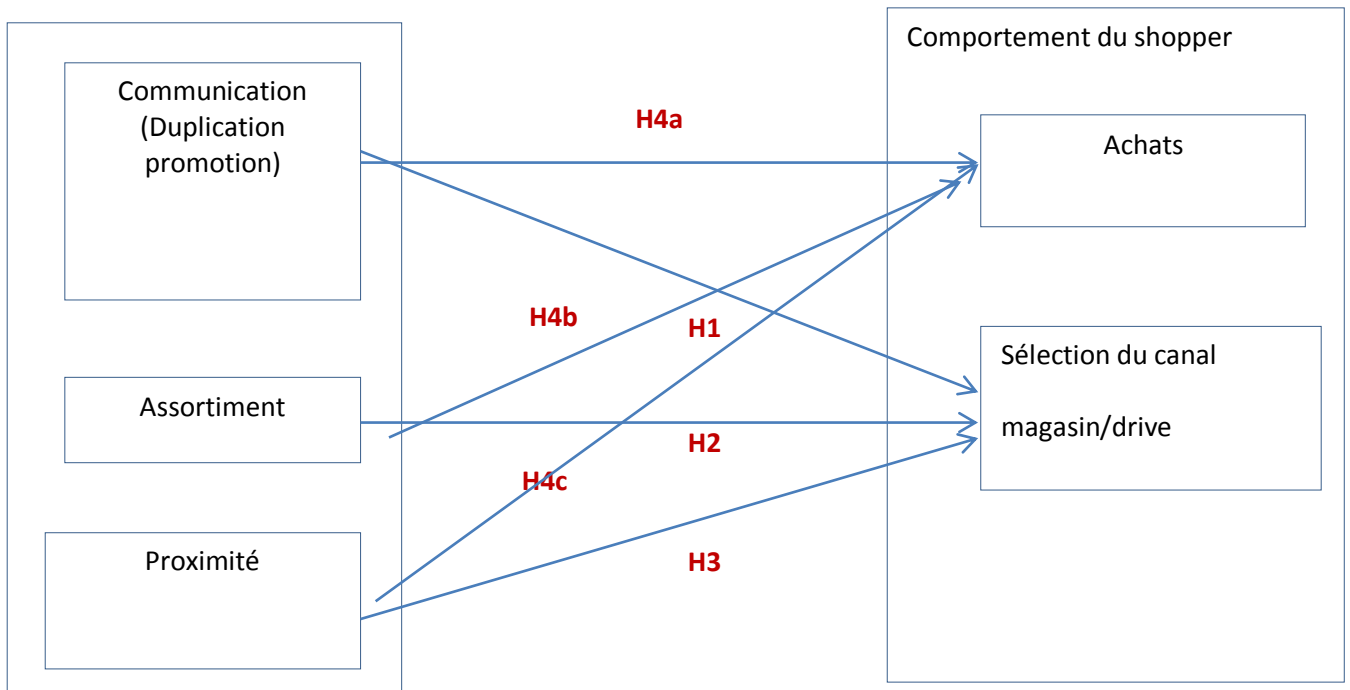 Comportement du shopper
Communication
(Duplication
promotion)
H4a
Achats
H4b
H1
Sélection du canal
magasin/drive
Assortiment
H2
H4c
Proximité
H3